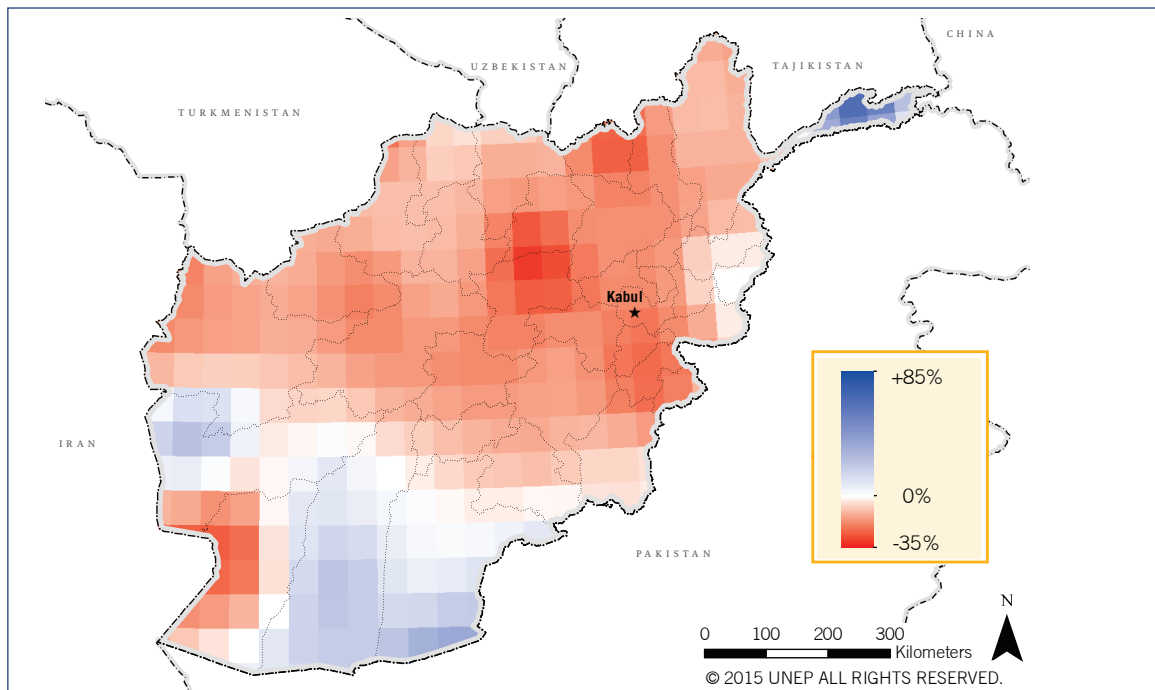 CHINA
UZBEKISTAN
TAJIKISTAN
TURKMENISTAN
Kabul
+85%
IRAN
0%
-35%
PAKISTAN
N
0 100 200 300
Kilometers
© 2015 UNEP ALL RIGHTS RESERVED.